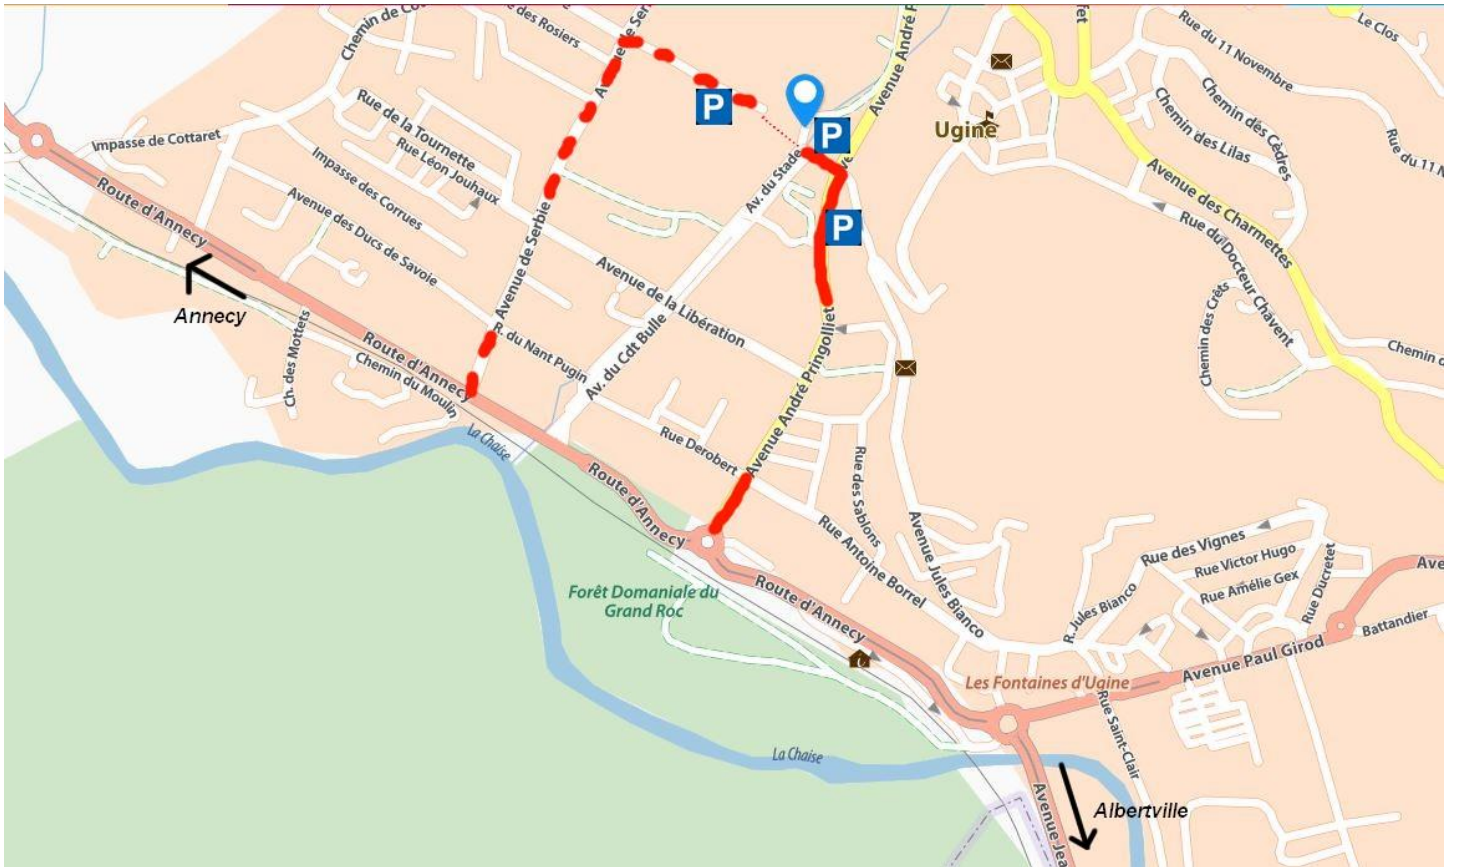 Chemin de Cot
e des Rosiers
Avenue de Serbie
Avenue André P
fet
Le Clos
Rue du 11 Novembre
Impasse de Cottaret
Rue de la Tournette
Rue Léon Jouhaux
P
P
Ugine
Chemin des Cèdres
Chemin des Lilas
Rue du 11 N
Impasse des Corrues
Av. du Stade
Ave
Avenue des Charmettes
Route d'Annecy
Avenue des Ducs de Savoie
Avenue de Serbie
P
Rue du Docteur Chavent
Annecy
Avenue de la Libération
Chemin des Crêts
Ch. des Mottets
Route d'Annecy
R. du Nant Pugin
Av. du Cdt Bulle
Chemin d
Chemin du Moulin
Avenue André Pringolliet
La Chaise
Rue Derobert
Rue des Sablons
Route d'Annecy
Rue Antoine Borrel
Avenue Jules Bianco
Rue des Vignes
Rue Victor Hugo
Rue Amélie Gex
Rue Ducretet
Ave
Forêt Domaniale du
Grand Roc
Route d'Annecy
R. Jules Bianco
Battandier
Avenue Paul Girod
Les Fontaines d'Ugine
Rue Saint-Clair
La Chaise
Avenue Jea
Albertville